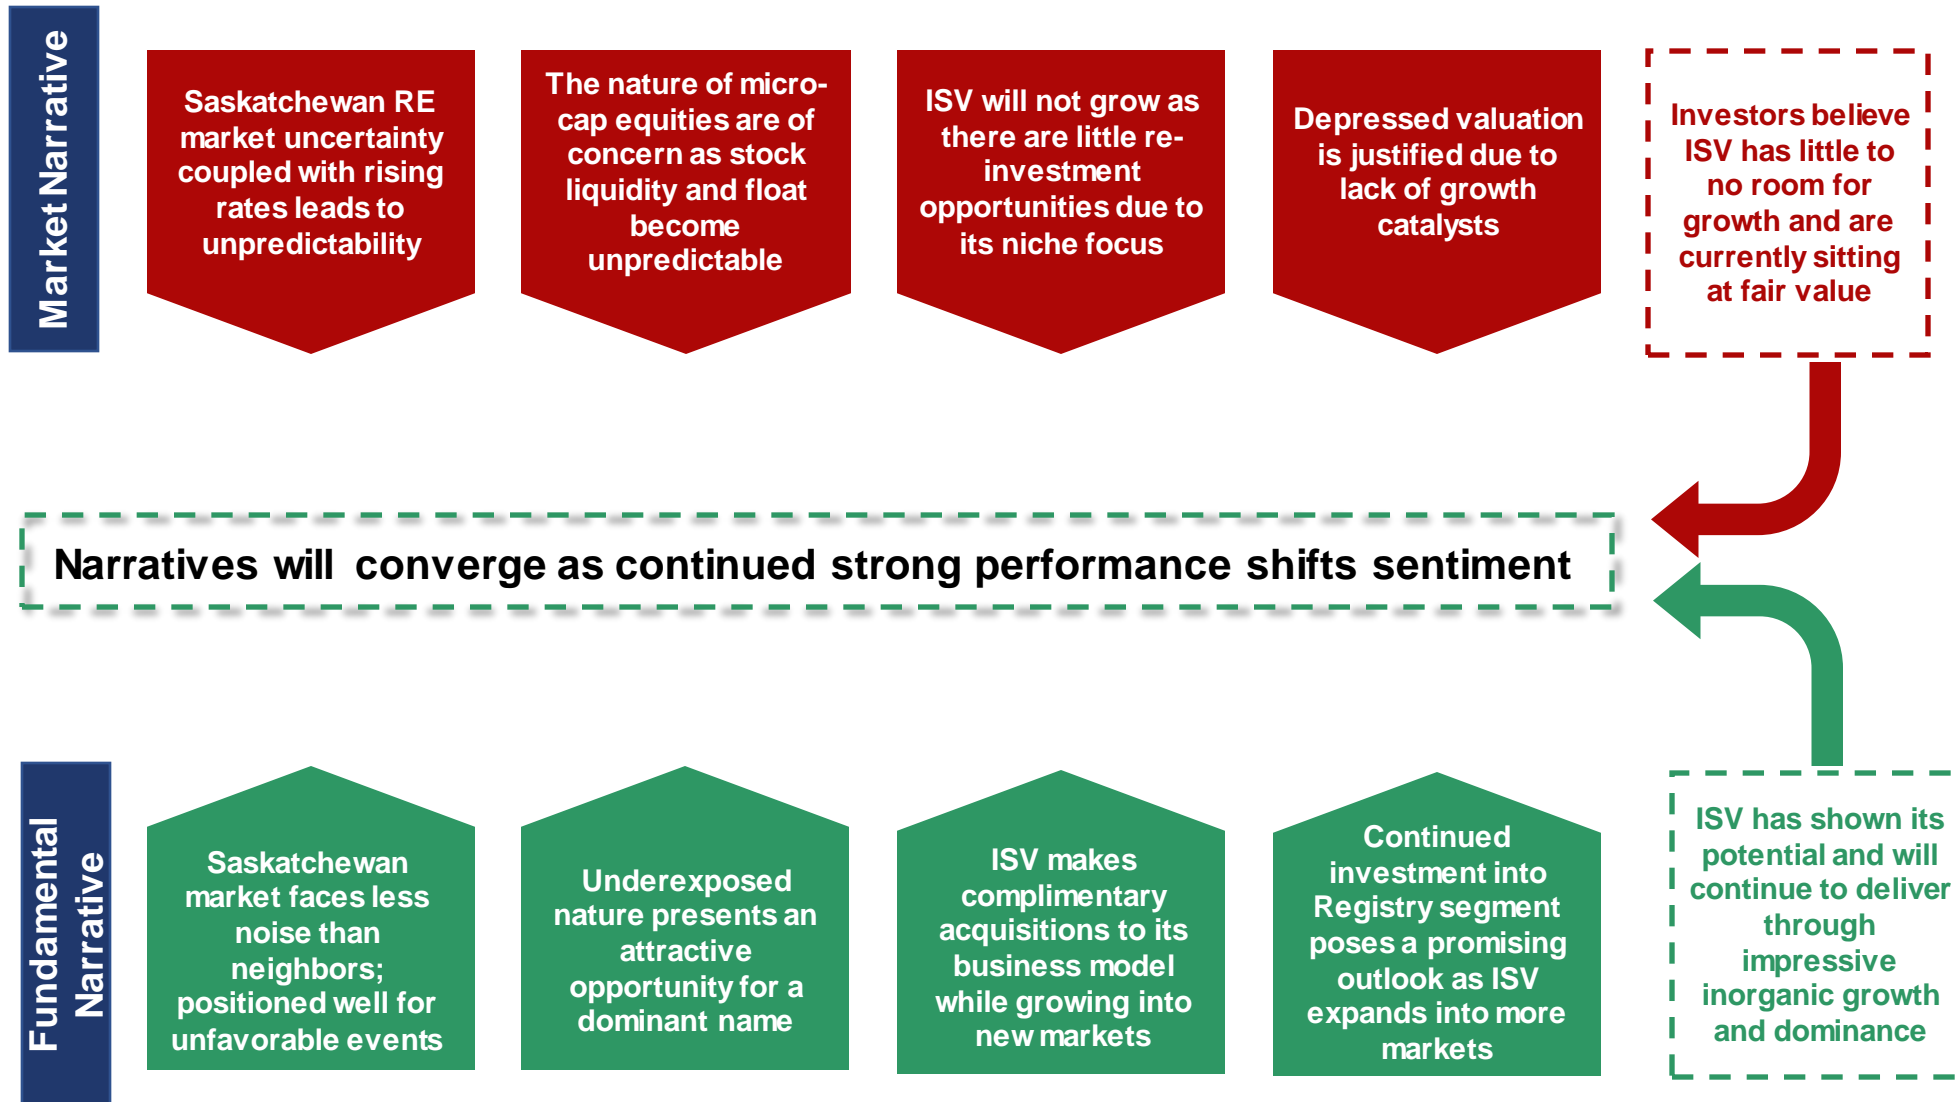 Market Narrative
Saskatchewan RE
market uncertainty
coupled with rising
rates leads to
unpredictability
The nature of micro-
cap equities are of
concern as stock
liquidity and float
become
unpredictable
ISV will not grow as
there are little re-
investment
opportunities due to
its niche focus
Depressed valuation
is justified due to
lack of growth
catalysts
Investors believe
ISV has little to
no room for
growth and are
currently sitting
at fair value
Narratives will converge as continued strong performance shifts sentiment
Fundamental
Narrative
Saskatchewan
market faces less
noise than
neighbors;
positioned well for
unfavorable events
Underexposed
nature presents an
attractive
opportunity for a
dominant name
ISV makes
complimentary
acquisitions to its
business model
while growing into
new markets
Continued
investment into
Registry segment
poses a promising
outlook as ISV
expands into more
markets
ISV has shown its
potential and will
continue to deliver
through
impressive
inorganic growth
and dominance